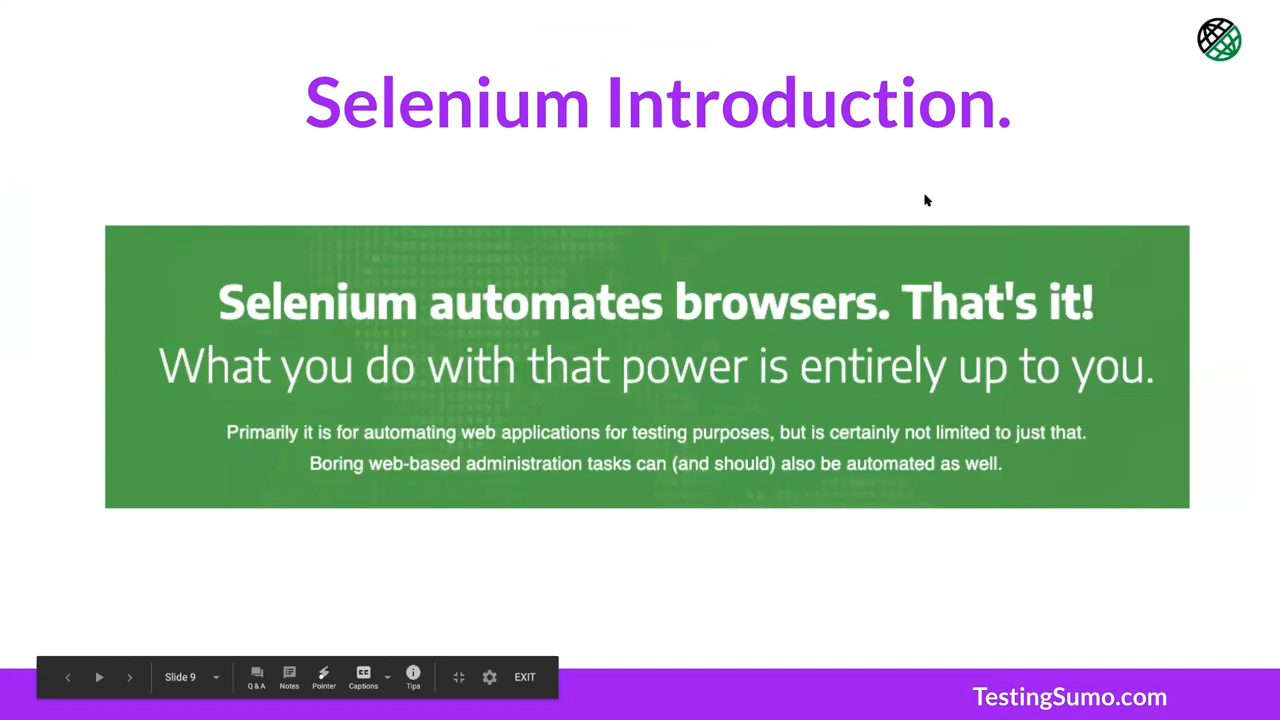 Selenium Introduction.
Selenium automates browsers. That's it!
What you do with that power is entirely up to you.
Primarily it is for automating web applications for testing purposes, but is certainly not limited to just that.
Boring web-based administration tasks can (and should) also be automated as well.
Slide 9
Q & A
Notes
Pointer
CC
Captions
Tips
EXIT
TestingSumo.com